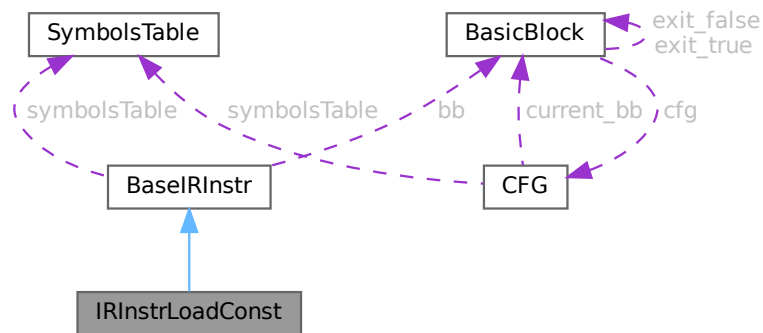 SymbolsTable
BasicBlock
exit_false
exit_true
symbolsTable
symbolsTable
bb
current_bb
cfg
BaseIRInstr
CFG
IRInstrLoadConst